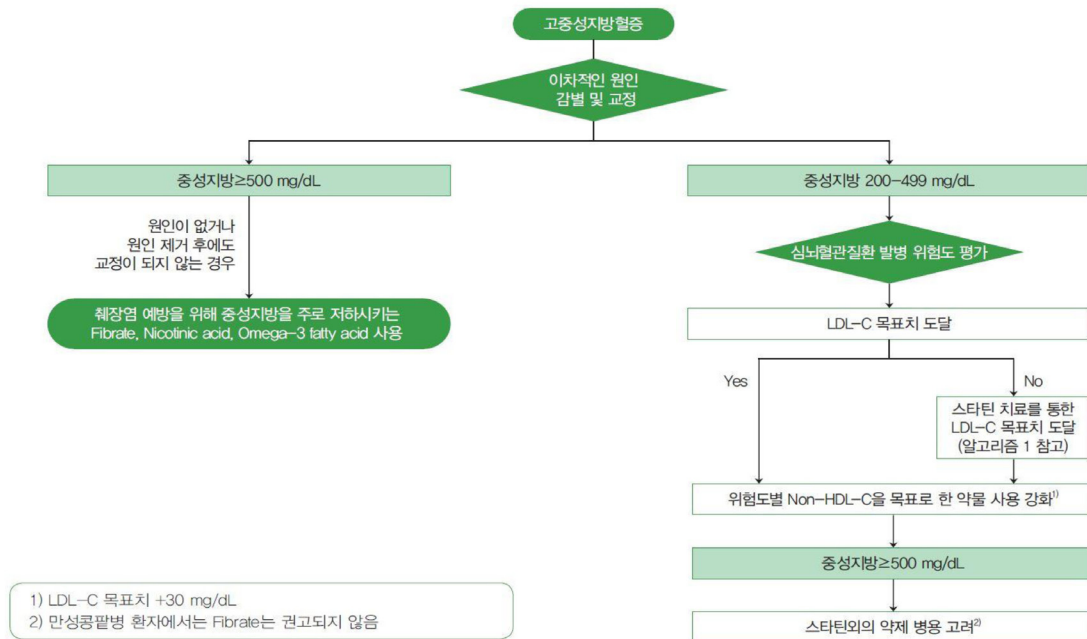 고중성지방혈증
이차적인 원인
감별 및 교정
중성지방≥500 mg/dL
원인이 없거나
원인 제거 후에도
교정이 되지 않는 경우
췌장염 예방을 위해 중성지방을 주로 저하시키는
Fibrate, Nicotinic acid, Omega-3 fatty acid 사용
중성지방 200-499 mg/dL
심뇌혈관질환 발병 위험도 평가
LDL-C 목표치 도달
Yes
No
스타틴 치료를 통한
LDL-C 목표치 도달
(알고리즘 1 참고)
위험도별 Non-HDL-C을 목표로 한 약물 사용 강화1)
중성지방≥500 mg/dL
스타틴외의 약제 병용 고려2)
1) LDL-C 목표치 +30 mg/dL
2) 만성콩팥병 환자에서는 Fibrate는 권고되지 않음